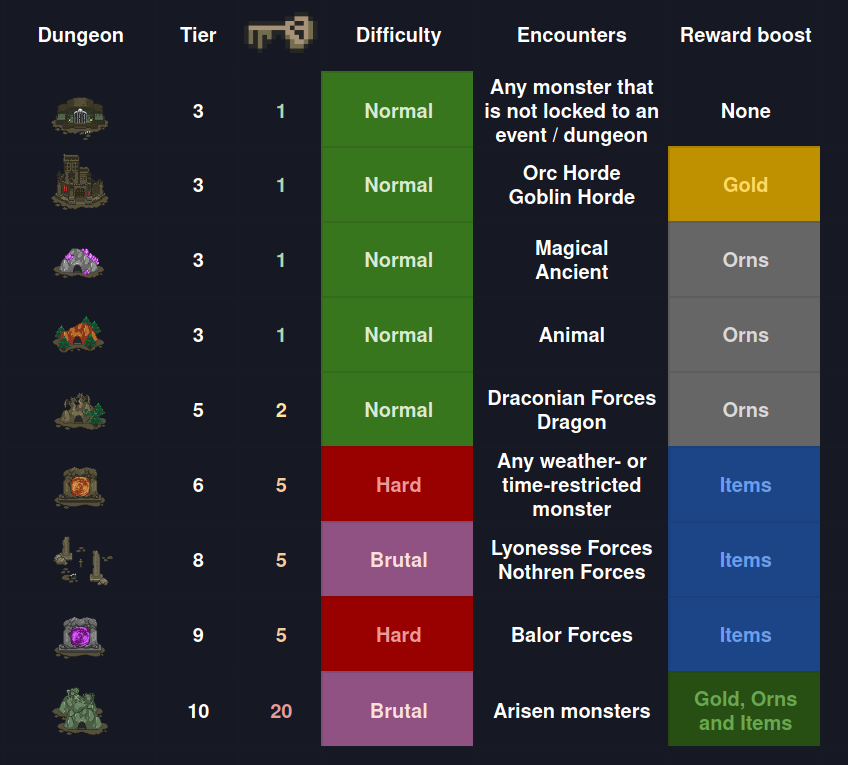 Dungeon Tier Difficulty Encounters Reward boost
3 1 Normal Any monster that
is not locked to an
event / dungeon None
3 1 Normal Orc Horde
Goblin Horde Gold
3 1 Normal Magical
Ancient Orns
3 1 Normal Animal Orns
5 2 Normal Draconian Forces
Dragon Orns
6 5 Hard Any weather- or
time-restricted
monster Items
8 5 Brutal Lyonesse Forces
Nothren Forces Items
9 5 Hard Balor Forces Items
10 20 Brutal Arisen monsters Gold, Orns
and Items